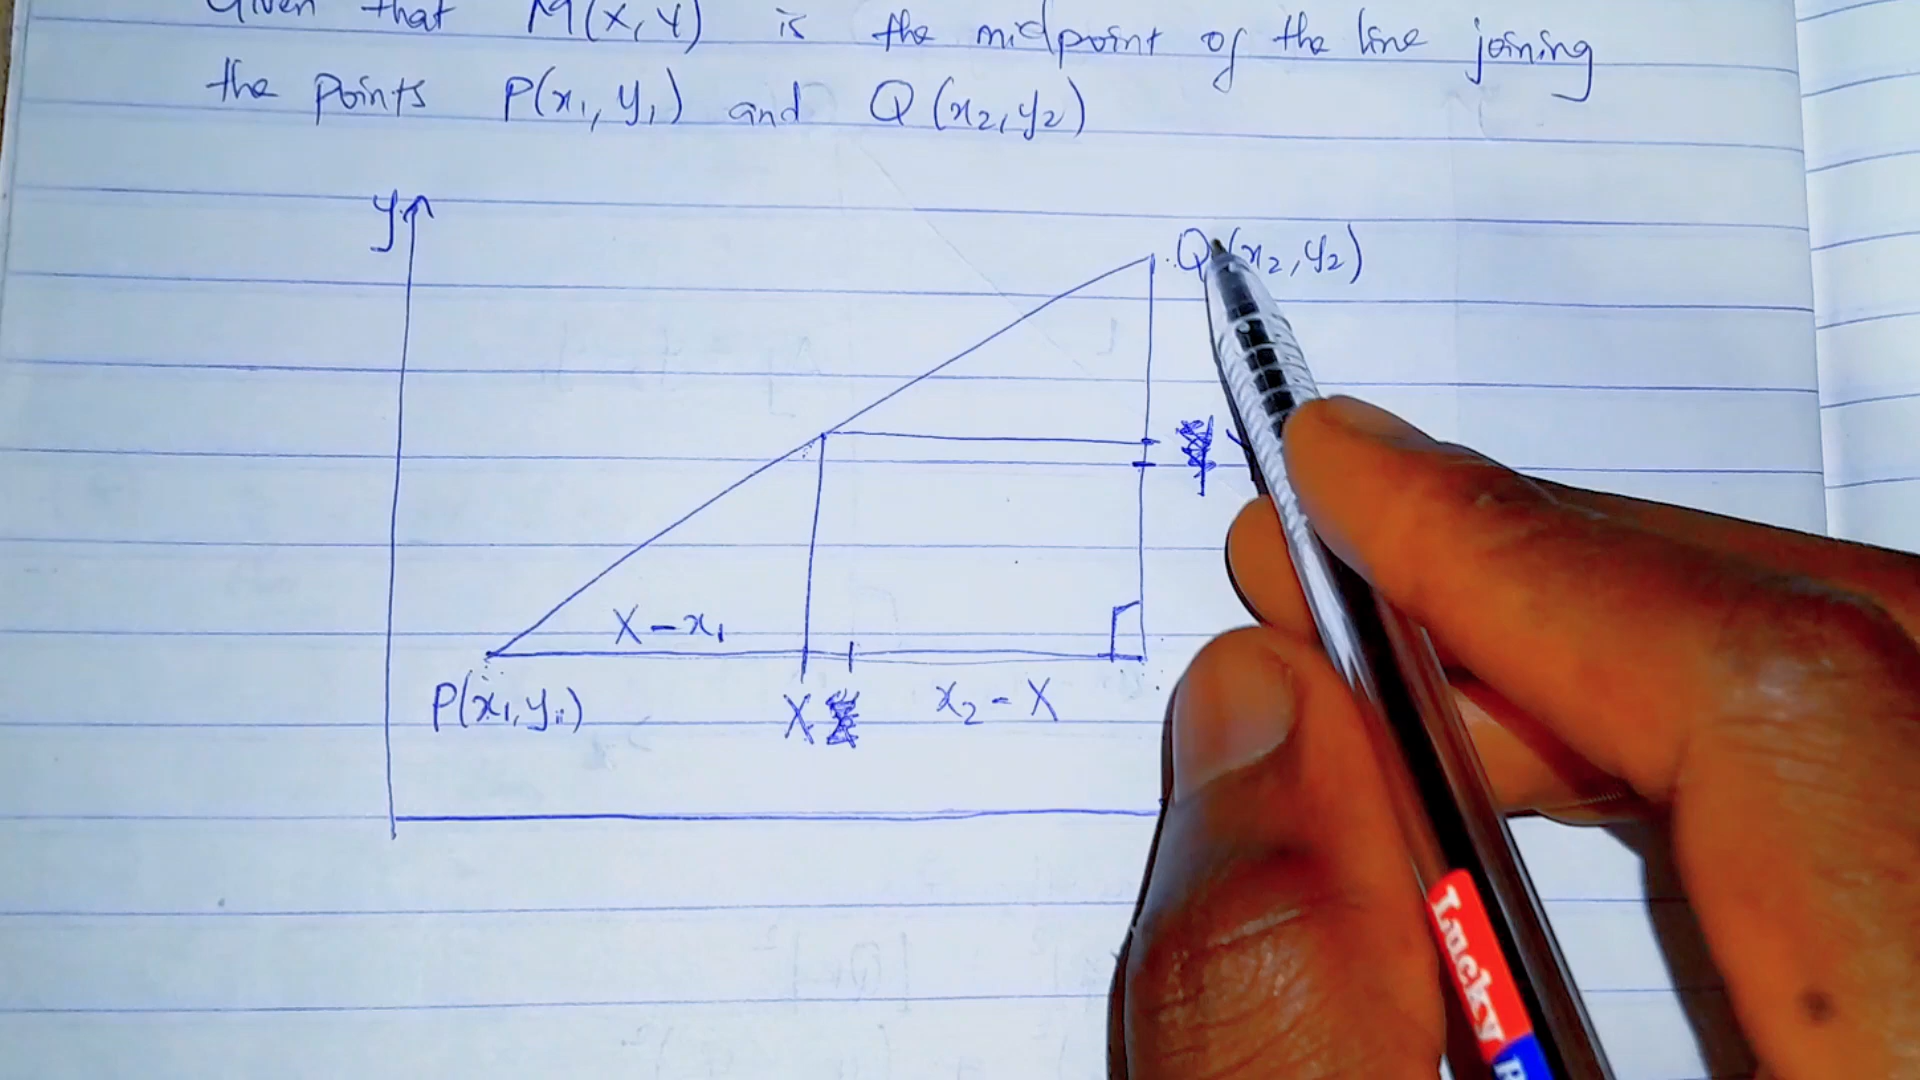 Given that M(X, Y) is the midpoint of the line joining
the points P(x₁, y₁) and Q (x₂, y₂)
y
Q (x₂, y₂)
X - x₁
P(x₁, y₁)
X
x₂ - X
Lucky